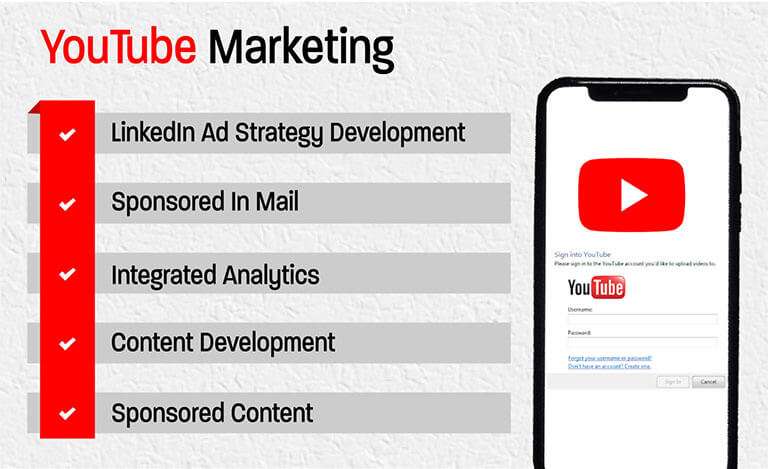 YouTube Marketing
LinkedIn Ad Strategy Development
Sponsored In Mail
Integrated Analytics
Content Development
Sponsored Content
Sign into YouTube
Please sign in to the YouTube account you'd like to upload videos to.
YouTube
Username:
Password:
Forgot your username or password?
Don't have an account? Create one.
Sign In
Cancel